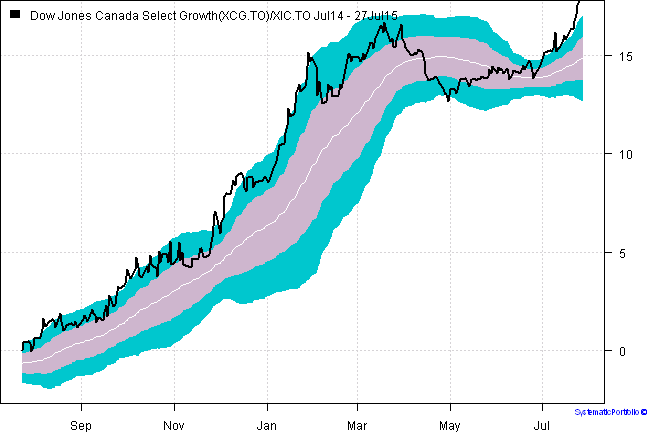 Dow Jones Canada Select Growth(XCG.TO)/XIC.TO Jul14 - 27Jul15
15
10
5
0
Sep Nov Jan Mar May Jul
SystematicPortfolio ©